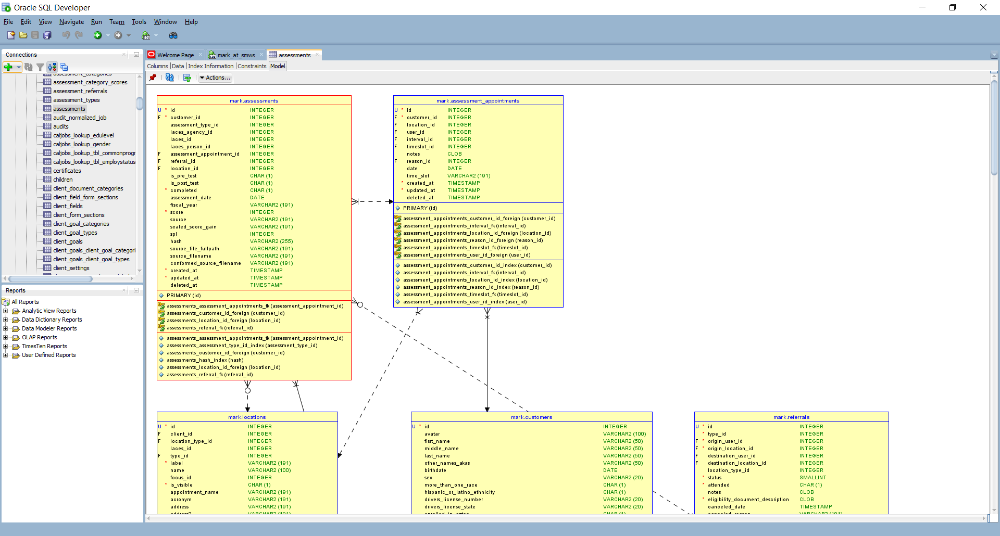 Oracle SQL Developer
File Edit View Navigate Run Team Tools Window Help
Connections
assessment_categories
assessment_category_scores
assessment_referrals
assessment_types
assessments
audit_normalized_job
audits
caljobs_lookup_edulevel
caljobs_lookup_gender
caljobs_lookup_tbl_commonprogr
caljobs_lookup_tbl_employstatus
certificates
children
client_document_categories
client_field_form_sections
client_fields
client_form_sections
client_goal_categories
client_goal_types
client_goals
client_goals_client_goal_categori
client_goals_client_goal_types
client_settings
Reports
All Reports
Analytic View Reports
Data Dictionary Reports
Data Modeler Reports
OLAP Reports
TimesTen Reports
User Defined Reports
Welcome Page mark_at_smws assessments
Columns Data Index Information Constraints Model
Actions...
mark.assessments
U * id INTEGER
F * customer_id INTEGER
assessment_type_id INTEGER
laces_agency_id INTEGER
laces_id INTEGER
laces_person_id INTEGER
F assessment_appointment_id INTEGER
F referral_id INTEGER
F location_id INTEGER
is_pre_test CHAR (1)
is_post_test CHAR (1)
* completed CHAR (1)
assessment_date DATE
fiscal_year VARCHAR2 (191)
* score INTEGER
source VARCHAR2 (191)
scaled_score_gain VARCHAR2 (191)
spl INTEGER
hash VARCHAR2 (255)
source_file_fullpath VARCHAR2 (191)
source_filename VARCHAR2 (191)
conformed_source_filename VARCHAR2 (191)
* created_at TIMESTAMP
* updated_at TIMESTAMP
deleted_at TIMESTAMP
PRIMARY (id)
assessments_assessment_appointments_fk (assessment_appointment_id)
assessments_customer_id_foreign (customer_id)
assessments_location_id_foreign (location_id)
assessments_referral_fk (referral_id)
assessments_assessment_appointments_fk (assessment_appointment_id)
assessments_assessment_type_id_index (assessment_type_id)
assessments_customer_id_foreign (customer_id)
assessments_hash_index (hash)
assessments_location_id_foreign (location_id)
assessments_referral_fk (referral_id)
mark.assessment_appointments
U * id INTEGER
F * customer_id INTEGER
F location_id INTEGER
F user_id INTEGER
F interval_id INTEGER
F timeslot_id INTEGER
notes CLOB
F reason_id INTEGER
date DATE
time_slot VARCHAR2 (191)
* created_at TIMESTAMP
* updated_at TIMESTAMP
deleted_at TIMESTAMP
PRIMARY (id)
assessment_appointments_customer_id_foreign (customer_id)
assessment_appointments_interval_fk (interval_id)
assessment_appointments_location_id_foreign (location_id)
assessment_appointments_reason_id_foreign (reason_id)
assessment_appointments_timeslot_fk (timeslot_id)
assessment_appointments_user_id_foreign (user_id)
assessment_appointments_customer_id_index (customer_id)
assessment_appointments_interval_fk (interval_id)
assessment_appointments_location_id_index (location_id)
assessment_appointments_reason_id_index (reason_id)
assessment_appointments_timeslot_fk (timeslot_id)
assessment_appointments_user_id_index (user_id)
mark.locations
U * id INTEGER
F client_id INTEGER
F location_type_id INTEGER
laces_id INTEGER
F type_id INTEGER
* label VARCHAR2 (191)
name VARCHAR2 (100)
focus_id INTEGER
* is_visible CHAR (1)
appointment_name VARCHAR2 (191)
acronym VARCHAR2 (191)
address VARCHAR2 (191)
address2 VARCHAR2 (191)
mark.customers
U * id INTEGER
avatar VARCHAR2 (100)
first_name VARCHAR2 (50)
middle_name VARCHAR2 (50)
last_name VARCHAR2 (50)
other_names_akas VARCHAR2 (50)
birthdate DATE
sex VARCHAR2 (20)
more_than_one_race CHAR (1)
hispanic_or_latino_ethnicity CHAR (1)
drivers_license_number VARCHAR2 (20)
drivers_license_state VARCHAR2 (20)
enrolled_in_aztec CHAR (1)
mark.referrals
U * id INTEGER
* type_id INTEGER
F * origin_user_id INTEGER
F * origin_location_id INTEGER
F destination_user_id INTEGER
F destination_location_id INTEGER
location_type_id INTEGER
* status SMALLINT
* attended CHAR (1)
notes CLOB
* eligibility_document_description CLOB
canceled_date TIMESTAMP
canceled_reason VARCHAR2 (191)